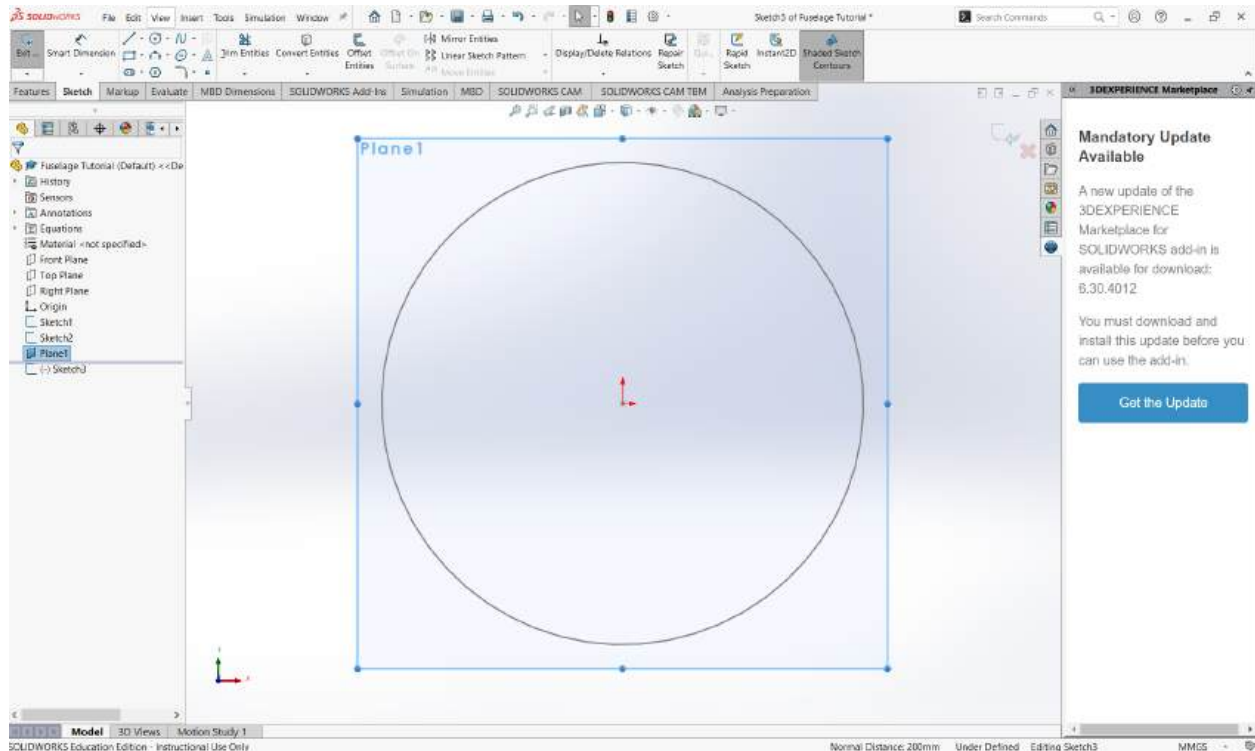 SOLIDWORKS File Edit View Insert Tools Simulation Window Sketch3 of Fuselage Tutorial * Search Commands
Smart Dimension Trim Entities Convert Entities Offset Entities Mirror Entities
Linear Sketch Pattern
Move Entities
Display/Delete Relations Repair Sketch Rapid Sketch Instant2D Shaded Sketch Contours
Features Sketch Markup Evaluate MBD Dimensions SOLIDWORKS Add-Ins Simulation MBD SOLIDWORKS CAM SOLIDWORKS CAM TBM Analysis Preparation
3DEXPERIENCE Marketplace
Fuselage Tutorial (Default) <<De
History
Sensors
Annotations
Equations
Material <not specified>
Front Plane
Top Plane
Right Plane
Origin
Sketch1
Sketch2
Plane1
(-) Sketch3
Plane1
Mandatory Update
Available
A new update of the
3DEXPERIENCE
Marketplace for
SOLIDWORKS add-in is
available for download:
6.30.4012
You must download and
install this update before you
can use the add-in.
Get the Update
Model 3D Views Motion Study 1
SOLIDWORKS Education Edition - Instructional Use Only
Normal Distance: 200mm Under Defined Editing Sketch3 MMGS